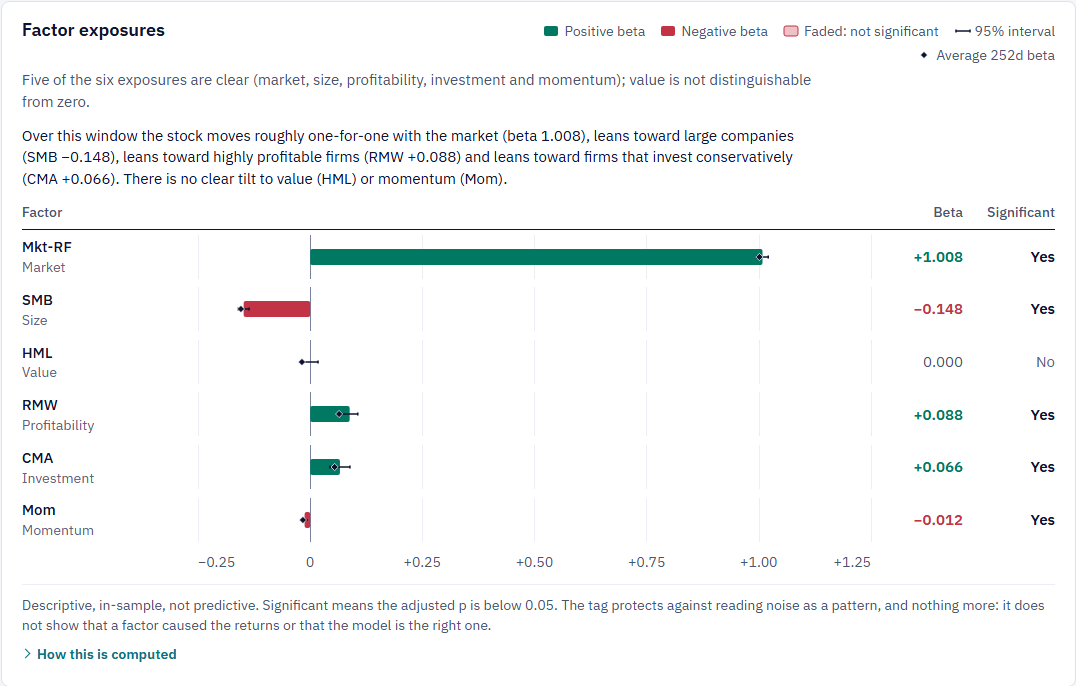 Factor exposures
Positive beta
Negative beta
Faded: not significant
95% interval
Average 252d beta
Five of the six exposures are clear (market, size, profitability, investment and momentum); value is not distinguishable
from zero.
Over this window the stock moves roughly one-for-one with the market (beta 1.008), leans toward large companies
(SMB −0.148), leans toward highly profitable firms (RMW +0.088) and leans toward firms that invest conservatively
(CMA +0.066). There is no clear tilt to value (HML) or momentum (Mom).
Factor Beta Significant
Mkt-RF
Market
+1.008 Yes
SMB
Size
−0.148 Yes
HML
Value
0.000 No
RMW
Profitability
+0.088 Yes
CMA
Investment
+0.066 Yes
Mom
Momentum
−0.012 Yes
−0.25 0 +0.25 +0.50 +0.75 +1.00 +1.25
Descriptive, in-sample, not predictive. Significant means the adjusted p is below 0.05. The tag protects against reading noise as a pattern, and nothing more: it does
not show that a factor caused the returns or that the model is the right one.
How this is computed